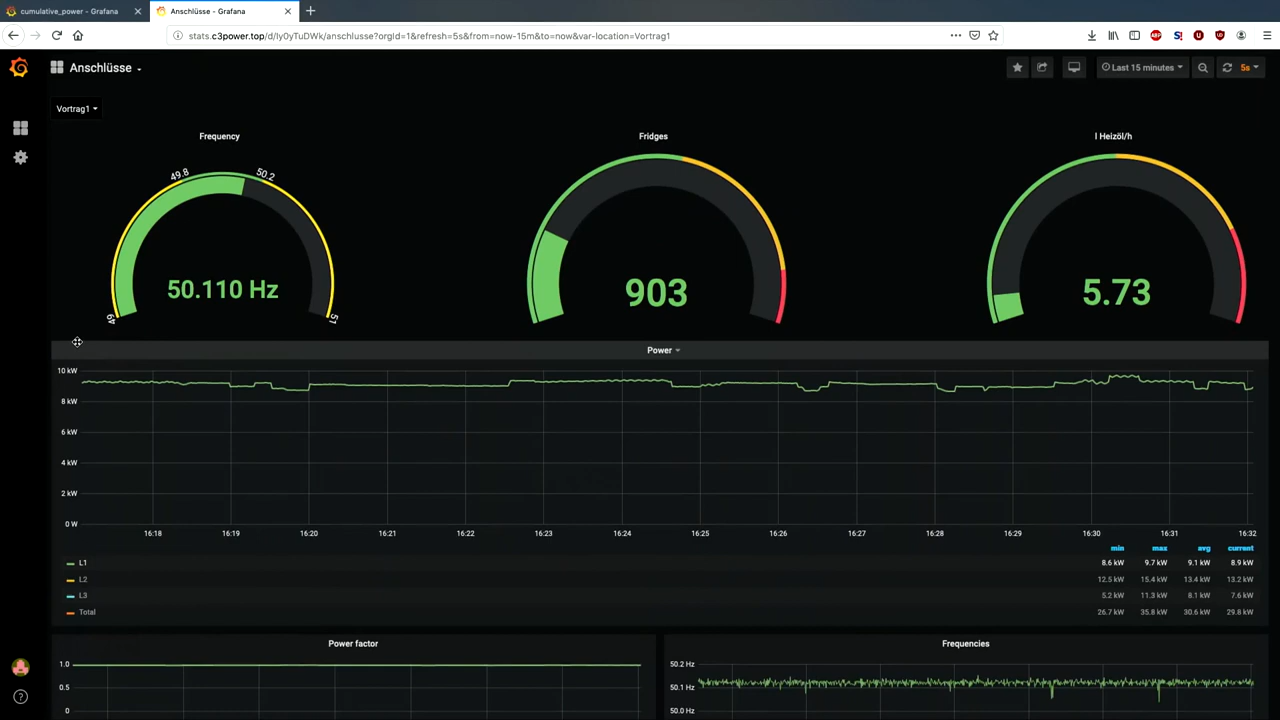 cumulative_power - Grafana
Anschlüsse - Grafana
stats.c3power.top/d/Iy0yTuDWk/anschlusse?orgId=1&refresh=5s&from=now-15m&to=now&var-location=Vortrag1
ABP
Anschlüsse
Last 15 minutes
5s
Vortrag1
Frequency
Fridges
l Heizöl/h
49.8
50.2
49
51
50.110 Hz
903
5.73
Power
10 kW
8 kW
6 kW
4 kW
2 kW
0 W
16:18 16:19 16:20 16:21 16:22 16:23 16:24 16:25 16:26 16:27 16:28 16:29 16:30 16:31 16:32
min max avg current
L1 8.6 kW 9.7 kW 9.1 kW 8.9 kW
L2 12.5 kW 15.4 kW 13.4 kW 13.2 kW
L3 5.2 kW 11.3 kW 8.1 kW 7.6 kW
Total 26.7 kW 35.8 kW 30.6 kW 29.8 kW
Power factor
1.0
0.5
0
Frequencies
50.2 Hz
50.1 Hz
50.0 Hz